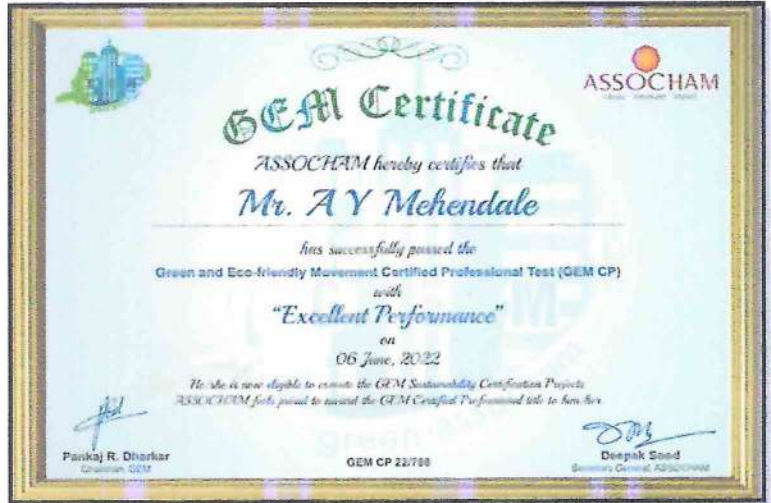 ASSOCHAM
GEM Certificate
ASSOCHAM hereby certifies that
Mr. A Y Mehendale
has successfully passed the
Green and Eco-friendly Movement Certified Professional Test (GEM CP)
with
"Excellent Performance"
on
06 June, 2022
He/she is now eligible to execute the GEM Sustainability Certification Projects
ASSOCHAM feels proud to award the GEM Certified Professional title to him/her.
Pankaj R. Dharkar
Chairman, GEM
GEM CP 22/798
Deepak Sood
Secretary General, ASSOCHAM